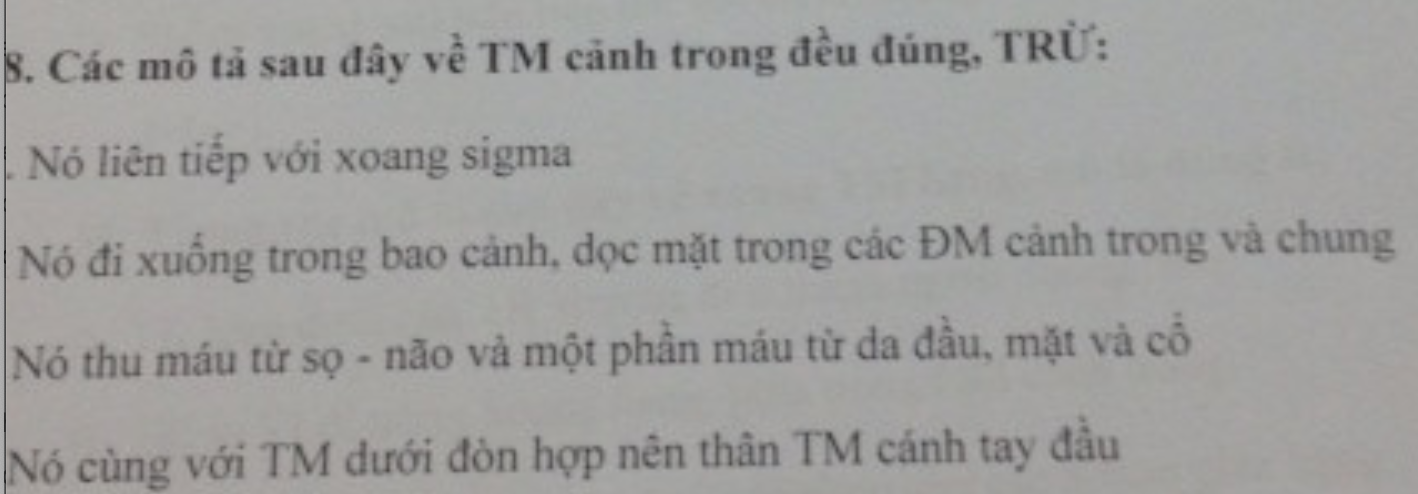 8. Các mô tả sau đây về TM cảnh trong đều đúng, TRỪ:
. Nó liên tiếp với xoang sigma
Nó đi xuống trong bao cảnh, dọc mặt trong các ĐM cảnh trong và chung
Nó thu máu từ sọ - não và một phần máu từ da đầu, mặt và cổ
Nó cùng với TM dưới đòn hợp nên thân TM cánh tay đầu